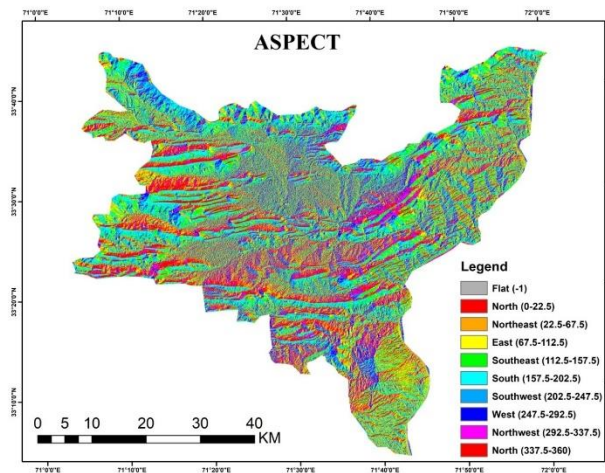 71°0'0"E 71°10'0"E 71°20'0"E 71°30'0"E 71°40'0"E 71°50'0"E 72°0'0"E
ASPECT
33°40'0"N
33°30'0"N
33°20'0"N
33°10'0"N
Legend
Flat (-1)
North (0-22.5)
Northeast (22.5-67.5)
East (67.5-112.5)
Southeast (112.5-157.5)
South (157.5-202.5)
Southwest (202.5-247.5)
West (247.5-292.5)
Northwest (292.5-337.5)
North (337.5-360)
0 5 10 20 30 40
KM
71°0'0"E 71°10'0"E 71°20'0"E 71°30'0"E 71°40'0"E 71°50'0"E 72°0'0"E